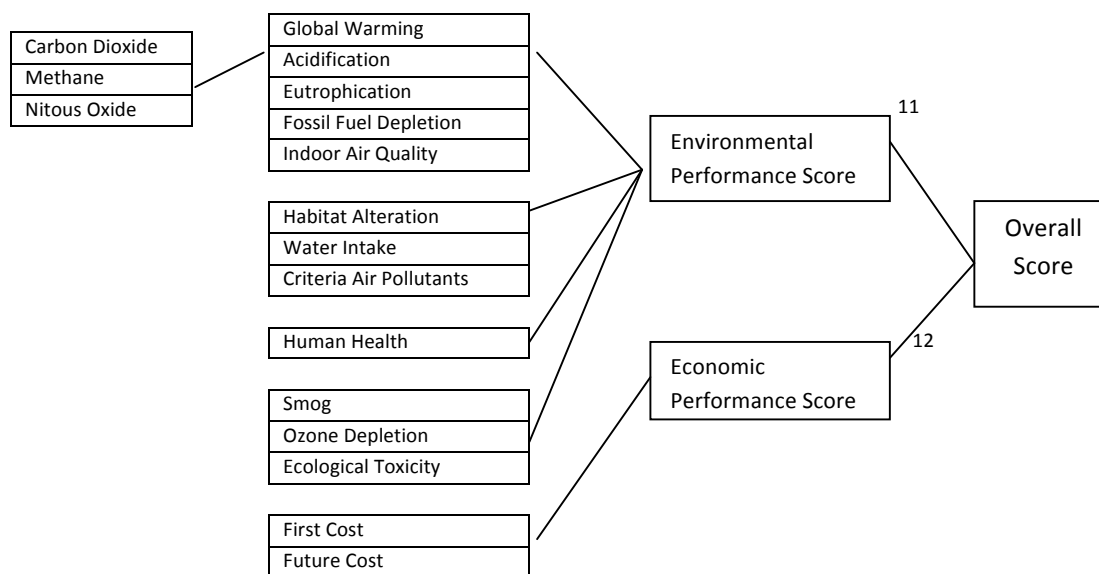 Carbon Dioxide
Methane
Nitous Oxide
Global Warming
Acidification
Eutrophication
Fossil Fuel Depletion
Indoor Air Quality
Habitat Alteration
Water Intake
Criteria Air Pollutants
Human Health
Smog
Ozone Depletion
Ecological Toxicity
First Cost
Future Cost
11
Environmental
Performance Score
12
Economic
Performance Score
Overall
Score